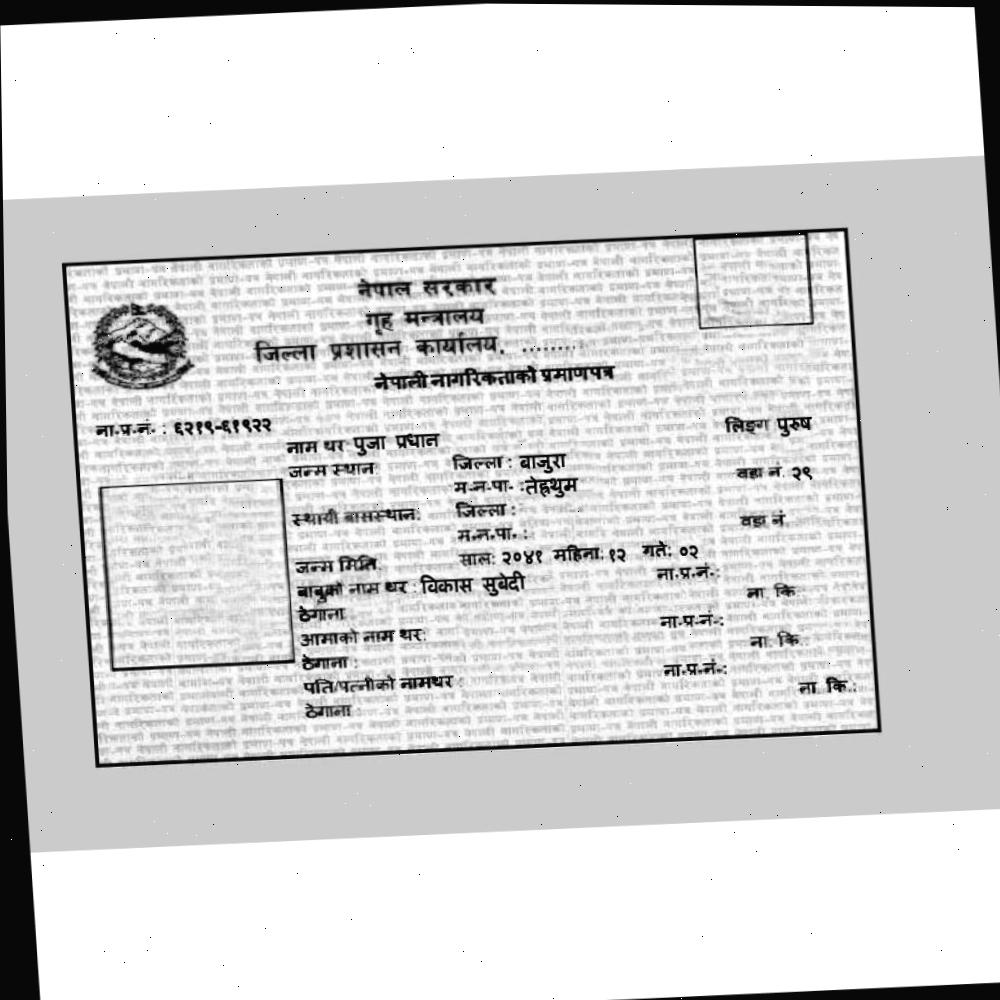 नेपाल सरकार
गृह मन्त्रालय
जिल्ला प्रशासन कार्यालय, ........
नेपाली नागरिकताको प्रमाणपत्र
ना.प्र.नं. : ६२१९-६१९२२
नाम थर पुजा प्रधान लिङ्ग पुरुष
जन्म स्थान: जिल्ला : बाजुरा
म.न.पा. :तेह्रथुम वडा नं. २९
स्थायी बासस्थान: जिल्ला :
म.न.पा. : वडा नं.
जन्म मिति: साल: २०४१ महिना: १२ गते: ०२
बाबुको नाम थर : विकास सुबेदी ना.प्र.नं.:
ठेगाना: ना. कि.:
आमाको नाम थर: ना.प्र.नं.:
ठेगाना : ना. कि.:
पति/पत्नीको नामथर : ना.प्र.नं.:
ठेगाना : ना. कि.: